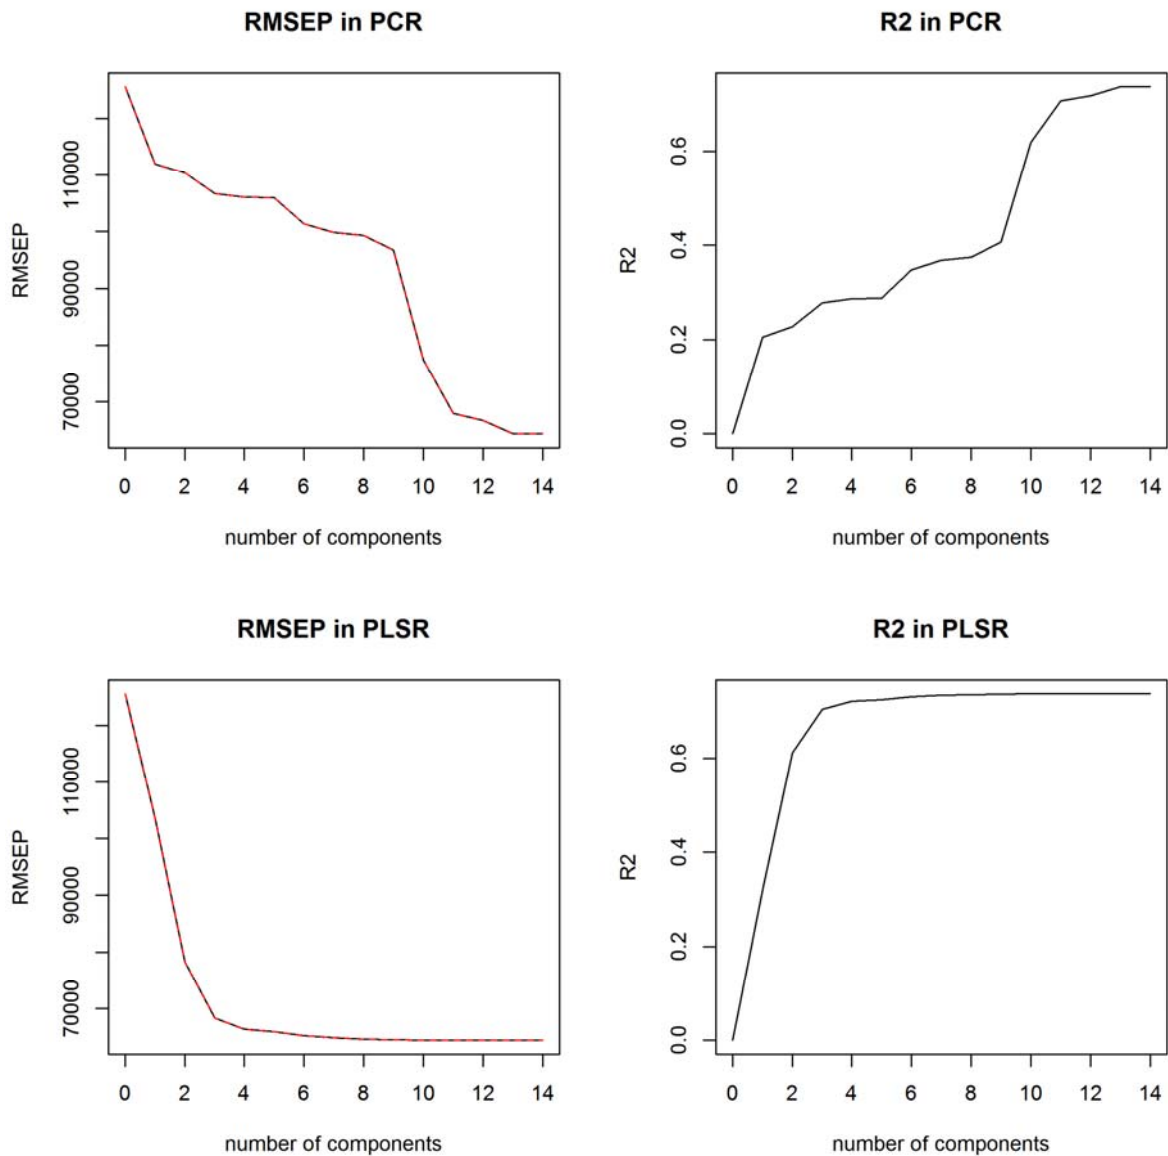 RMSEP in PCR
RMSEP
70000 90000 110000
0 2 4 6 8 10 12 14
number of components
R2 in PCR
R2
0.0 0.2 0.4 0.6
0 2 4 6 8 10 12 14
number of components
RMSEP in PLSR
RMSEP
70000 90000 110000
0 2 4 6 8 10 12 14
number of components
R2 in PLSR
R2
0.0 0.2 0.4 0.6
0 2 4 6 8 10 12 14
number of components